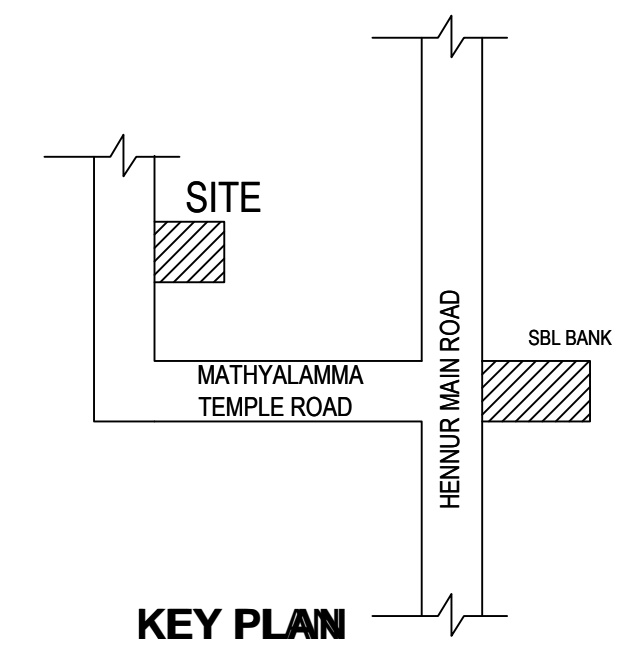 SITE
SBL BANK
MATHYALAMMA
TEMPLE ROAD
HENNUR MAIN ROAD
KEY PLAN